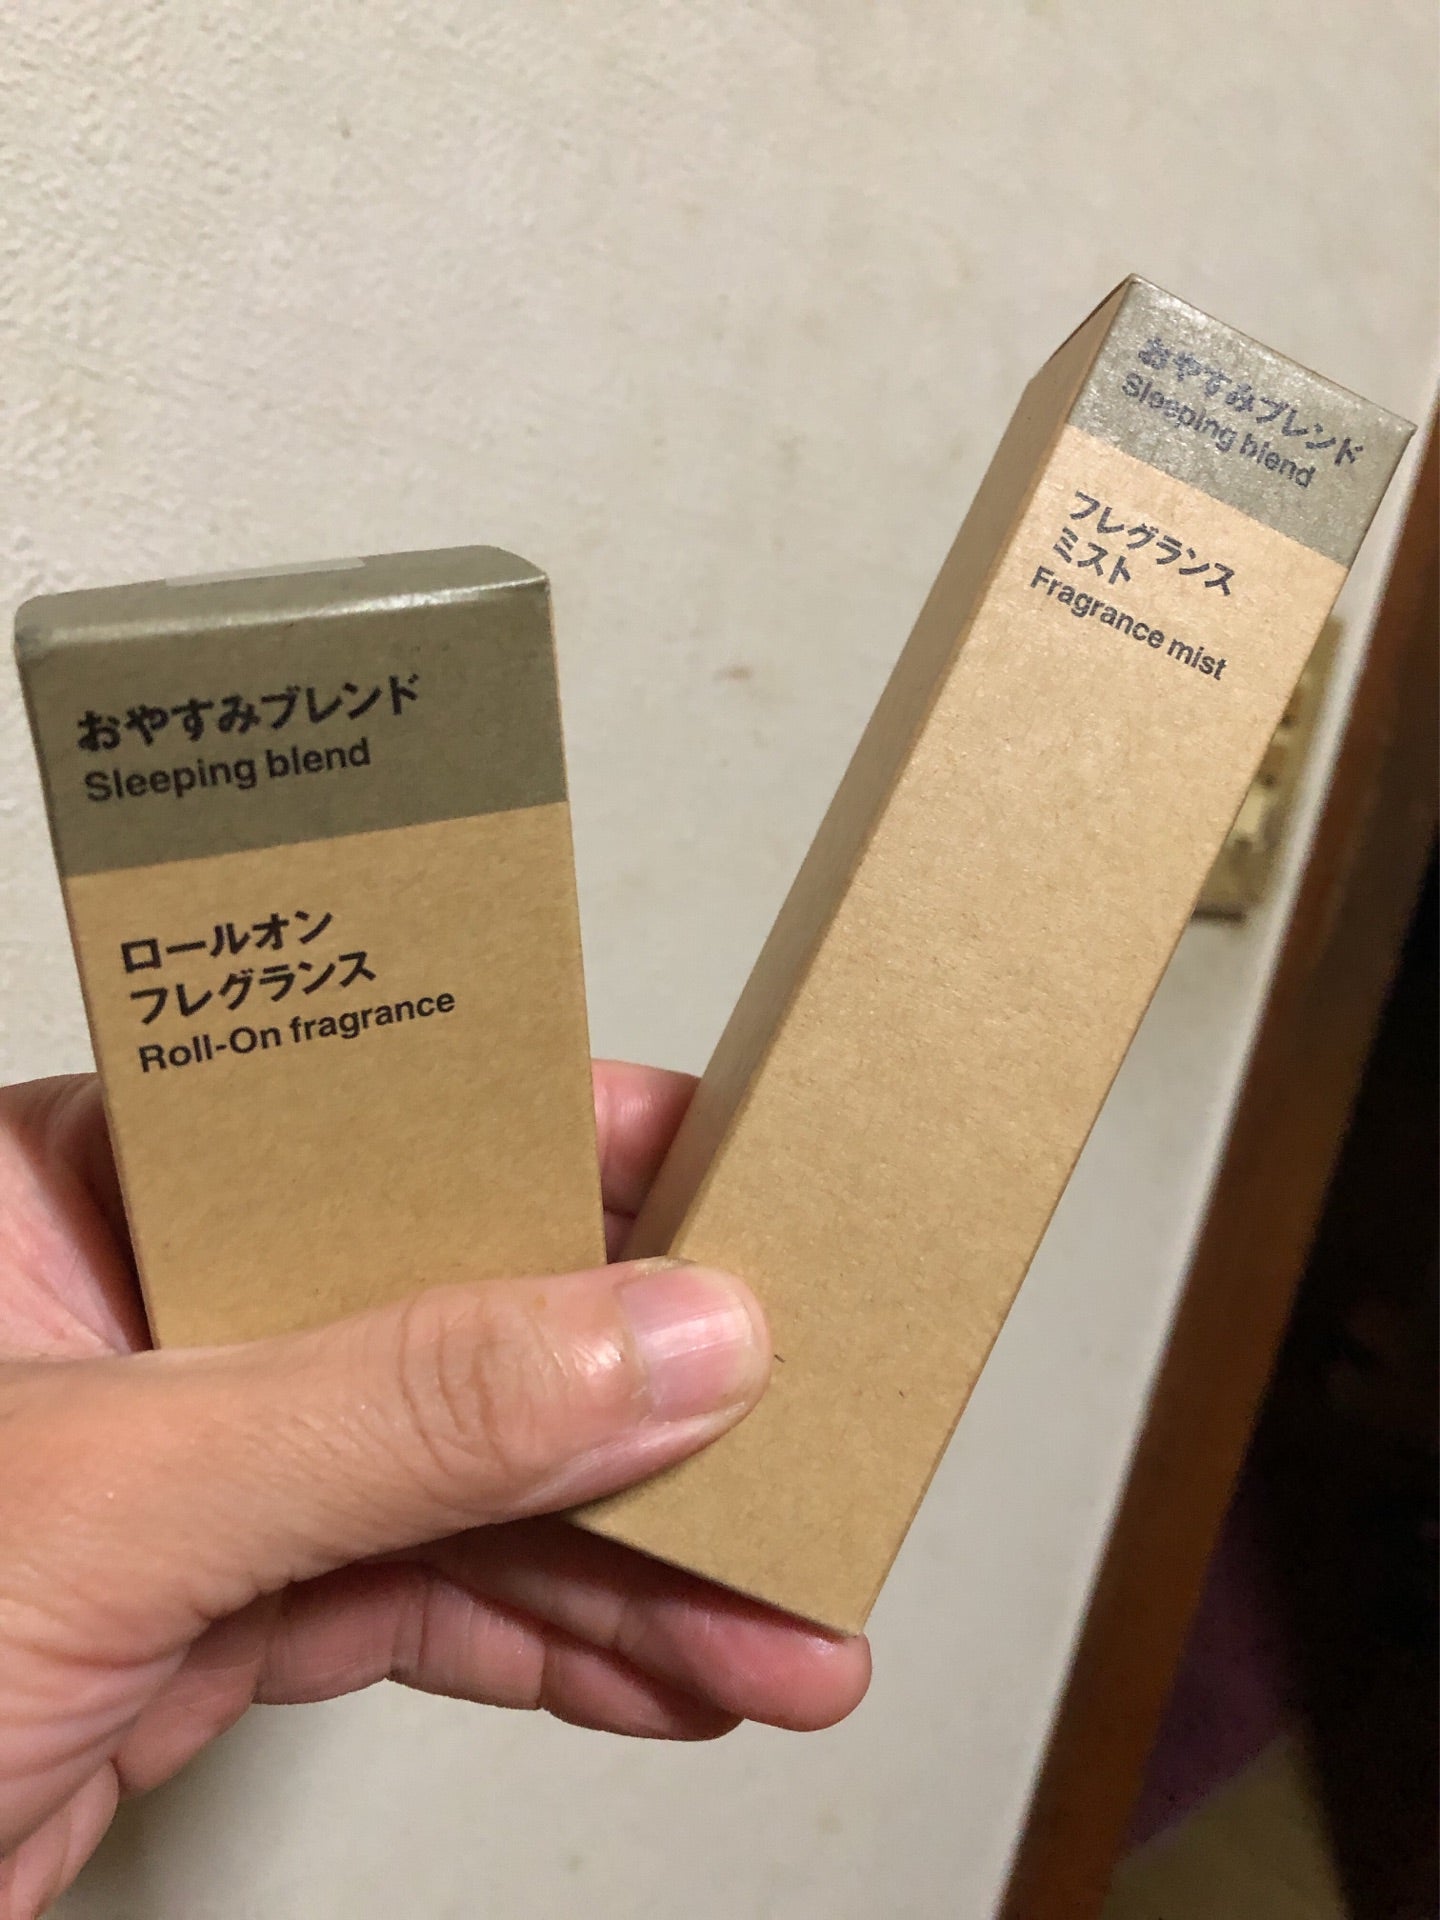 おやすみブレンド
Sleeping blend
ロールオン
フレグランス
Roll-On fragrance
おやすみブレンド
Sleeping blend
フレグランス
ミスト
Fragrance mist